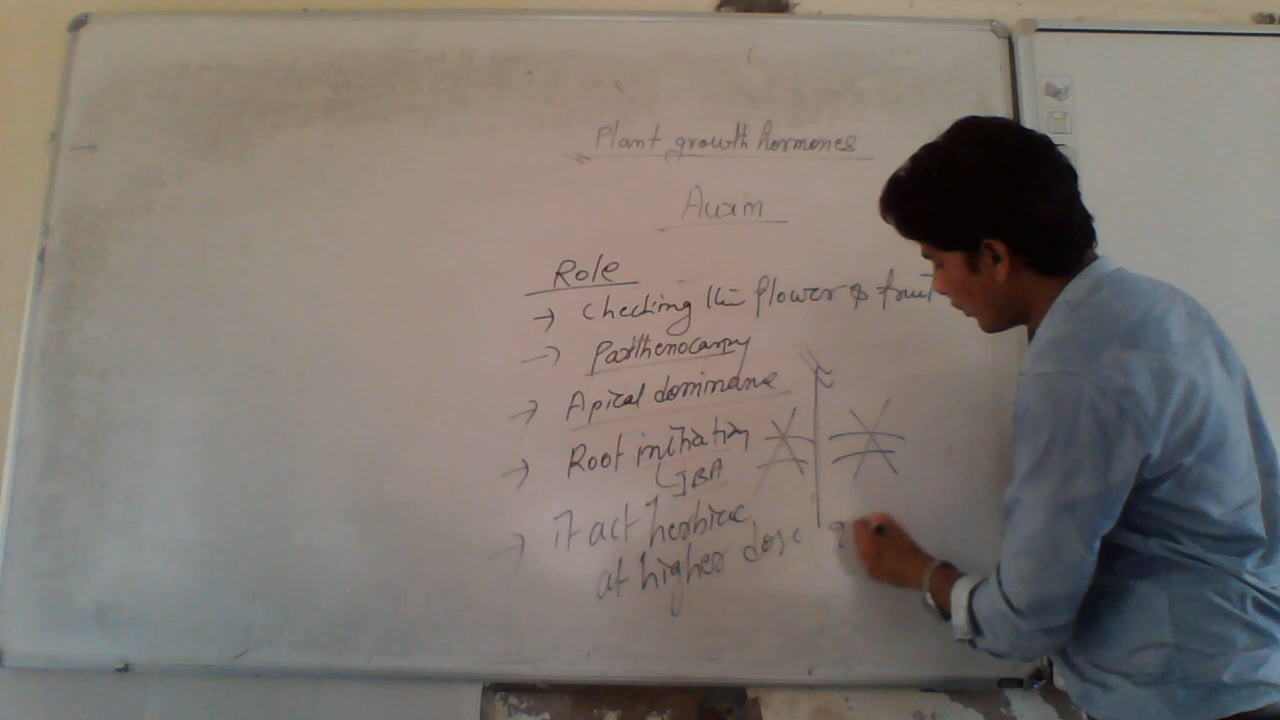 Plant growth hormones
Auxin
Role
→ Checking the flower & fruit
→ Parthenocarpy
→ Apical dominance
→ Root initiation
IBA
→ it act herbice
at higher dose 2